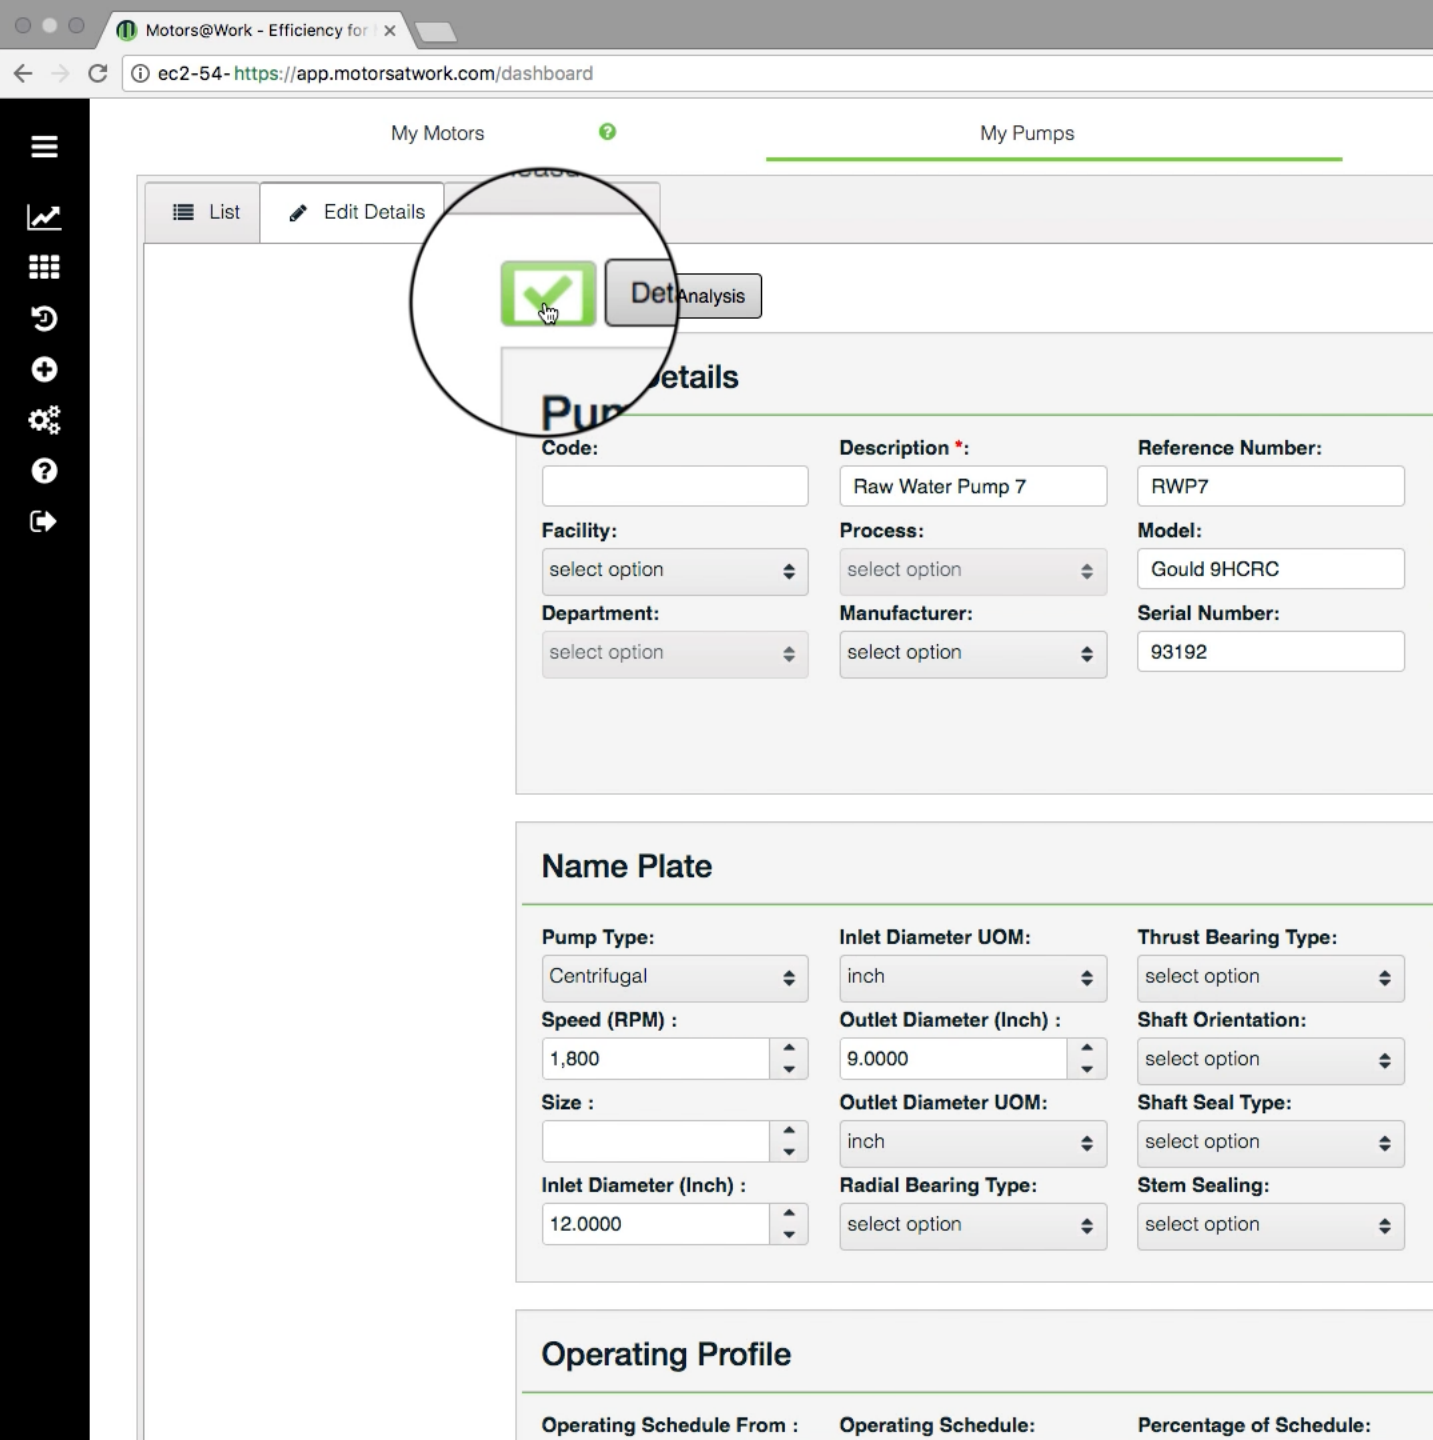 Motors@Work - Efficiency for
ec2-54-https://app.motorsatwork.com/dashboard
My Motors
My Pumps
List
Edit Details
Analysis
Details
Code:
Description *:
Reference Number:
Raw Water Pump 7
RWP7
Facility:
Process:
Model:
select option
select option
Gould 9HCRC
Department:
Manufacturer:
Serial Number:
select option
select option
93192
Name Plate
Pump Type:
Inlet Diameter UOM:
Thrust Bearing Type:
Centrifugal
inch
select option
Speed (RPM) :
Outlet Diameter (Inch) :
Shaft Orientation:
1,800
9.0000
select option
Size :
Outlet Diameter UOM:
Shaft Seal Type:
inch
select option
Inlet Diameter (Inch) :
Radial Bearing Type:
Stem Sealing:
12.0000
select option
select option
Operating Profile
Operating Schedule From :
Operating Schedule:
Percentage of Schedule: